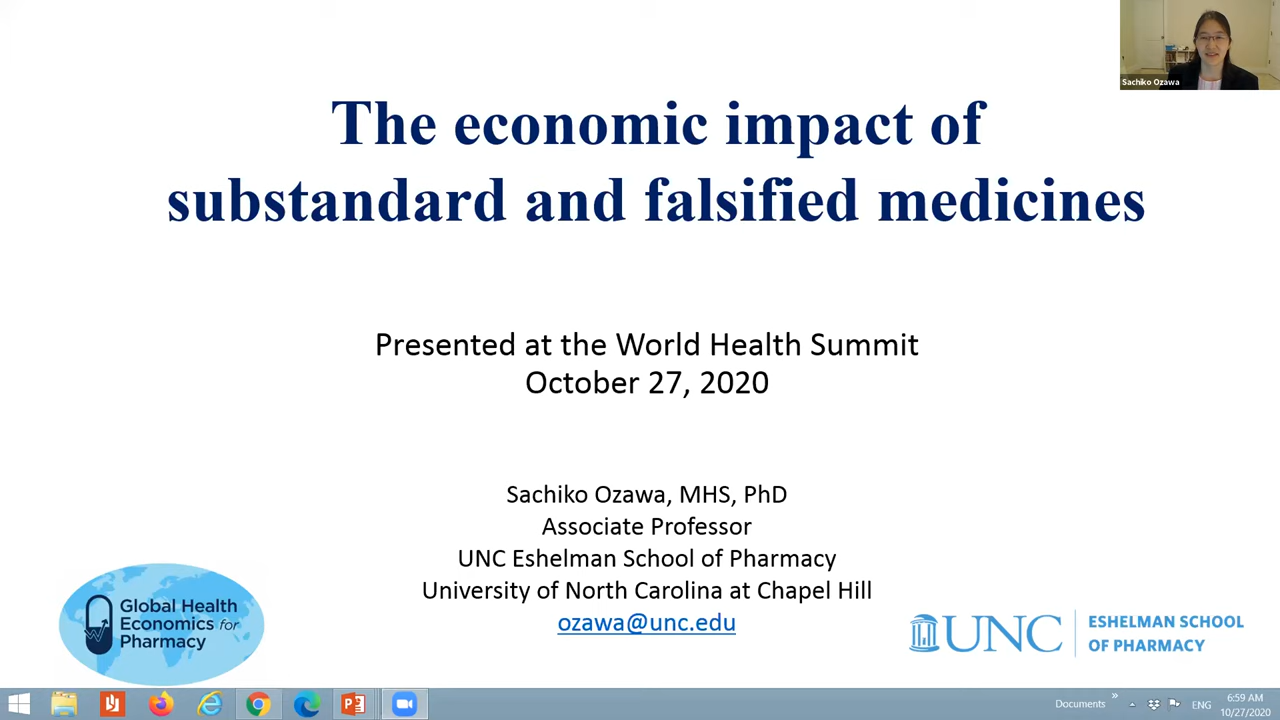 Sachiko Ozawa
The economic impact of
substandard and falsified medicines
Presented at the World Health Summit
October 27, 2020
Sachiko Ozawa, MHS, PhD
Associate Professor
UNC Eshelman School of Pharmacy
University of North Carolina at Chapel Hill
ozawa@unc.edu
Global Health
Economics for
Pharmacy
UNC
ESHELMAN SCHOOL
OF PHARMACY
Documents
ENG
6:59 AM
10/27/2020